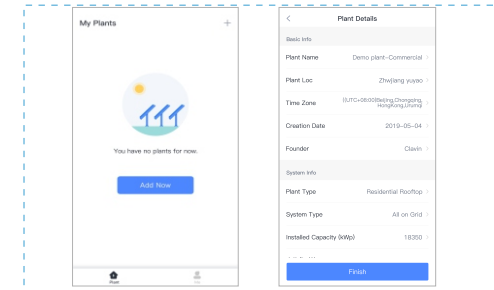 My Plants
+
You have no plants for now.
Add Now
Plant
Plant Details
Basic Info
Plant Name Demo plant-Commercial
Plant Loc Zhwjiang yuyao
Time Zone [(UTC+08:00)Beijing,Chongqing,
HongKong,Urumqi
Creation Date 2019-05-04
Founder Clavin
System Info
Plant Type Residential Rooftop
System Type All on Grid
Installed Capacity (kWp) 18350
Finish